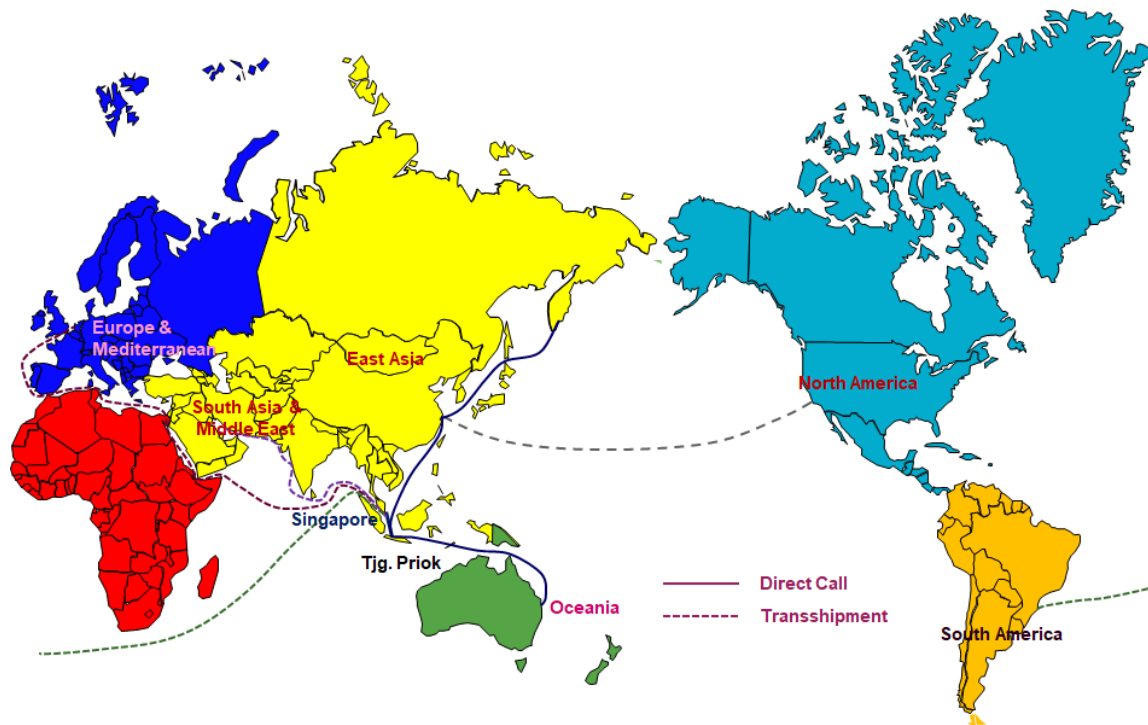 Europe &
Mediterranean
East Asia
North America
South Asia &
Middle East
Singapore
Tjg. Priok
Oceania
Direct Call
Transshipment
South America